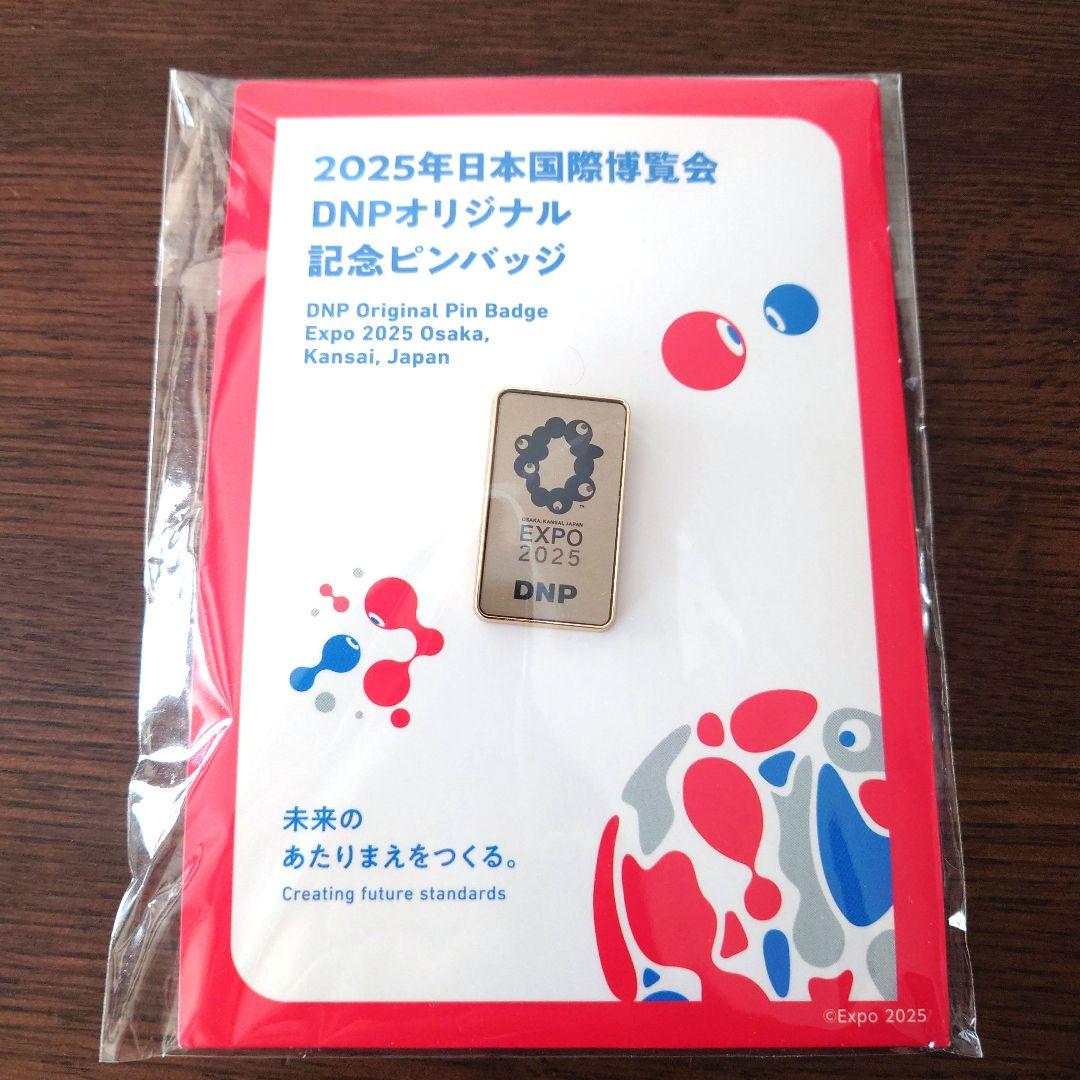 2025年日本国際博覧会
DNPオリジナル
記念ピンバッジ
DNP Original Pin Badge
Expo 2025 Osaka,
Kansai, Japan
OSAKA, KANSAI, JAPAN
EXPO
2025
DNP
未来の
あたりまえをつくる。
Creating future standards
©Expo 2025